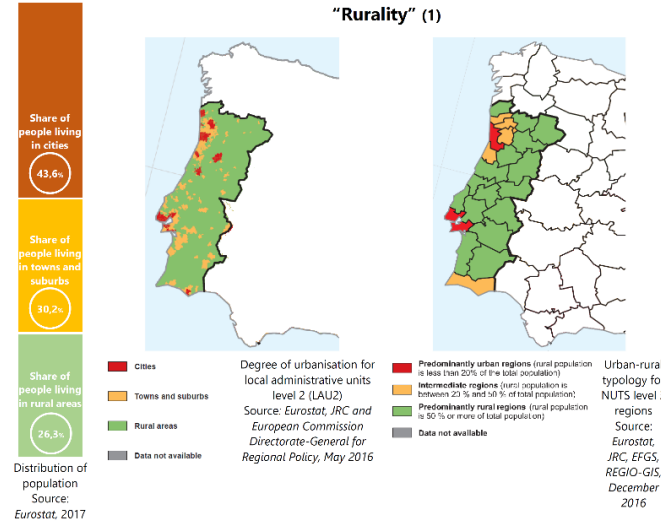 "Rurality" (1)
Share of
people living
in cities
43,6%
Share of
people living
in towns and
suburbs
30,2%
Share of
people living
in rural areas
26,3%
Distribution of
population
Source:
Eurostat, 2017
Cities
Towns and suburbs
Rural areas
Data not available
Degree of urbanisation for
local administrative units
level 2 (LAU2)
Source: Eurostat, JRC and
European Commission
Directorate-General for
Regional Policy, May 2016
Predominantly urban regions (rural population
is less than 20% of the total population)
Intermediate regions (rural population is
between 20 % and 50 % of total population)
Predominantly rural regions (rural population
is 50 % or more of total population)
Data not available
Urban-rural
typology fo
NUTS level
regions
Source:
Eurostat,
JRC, EFGS,
REGIO-GIS,
December
2016